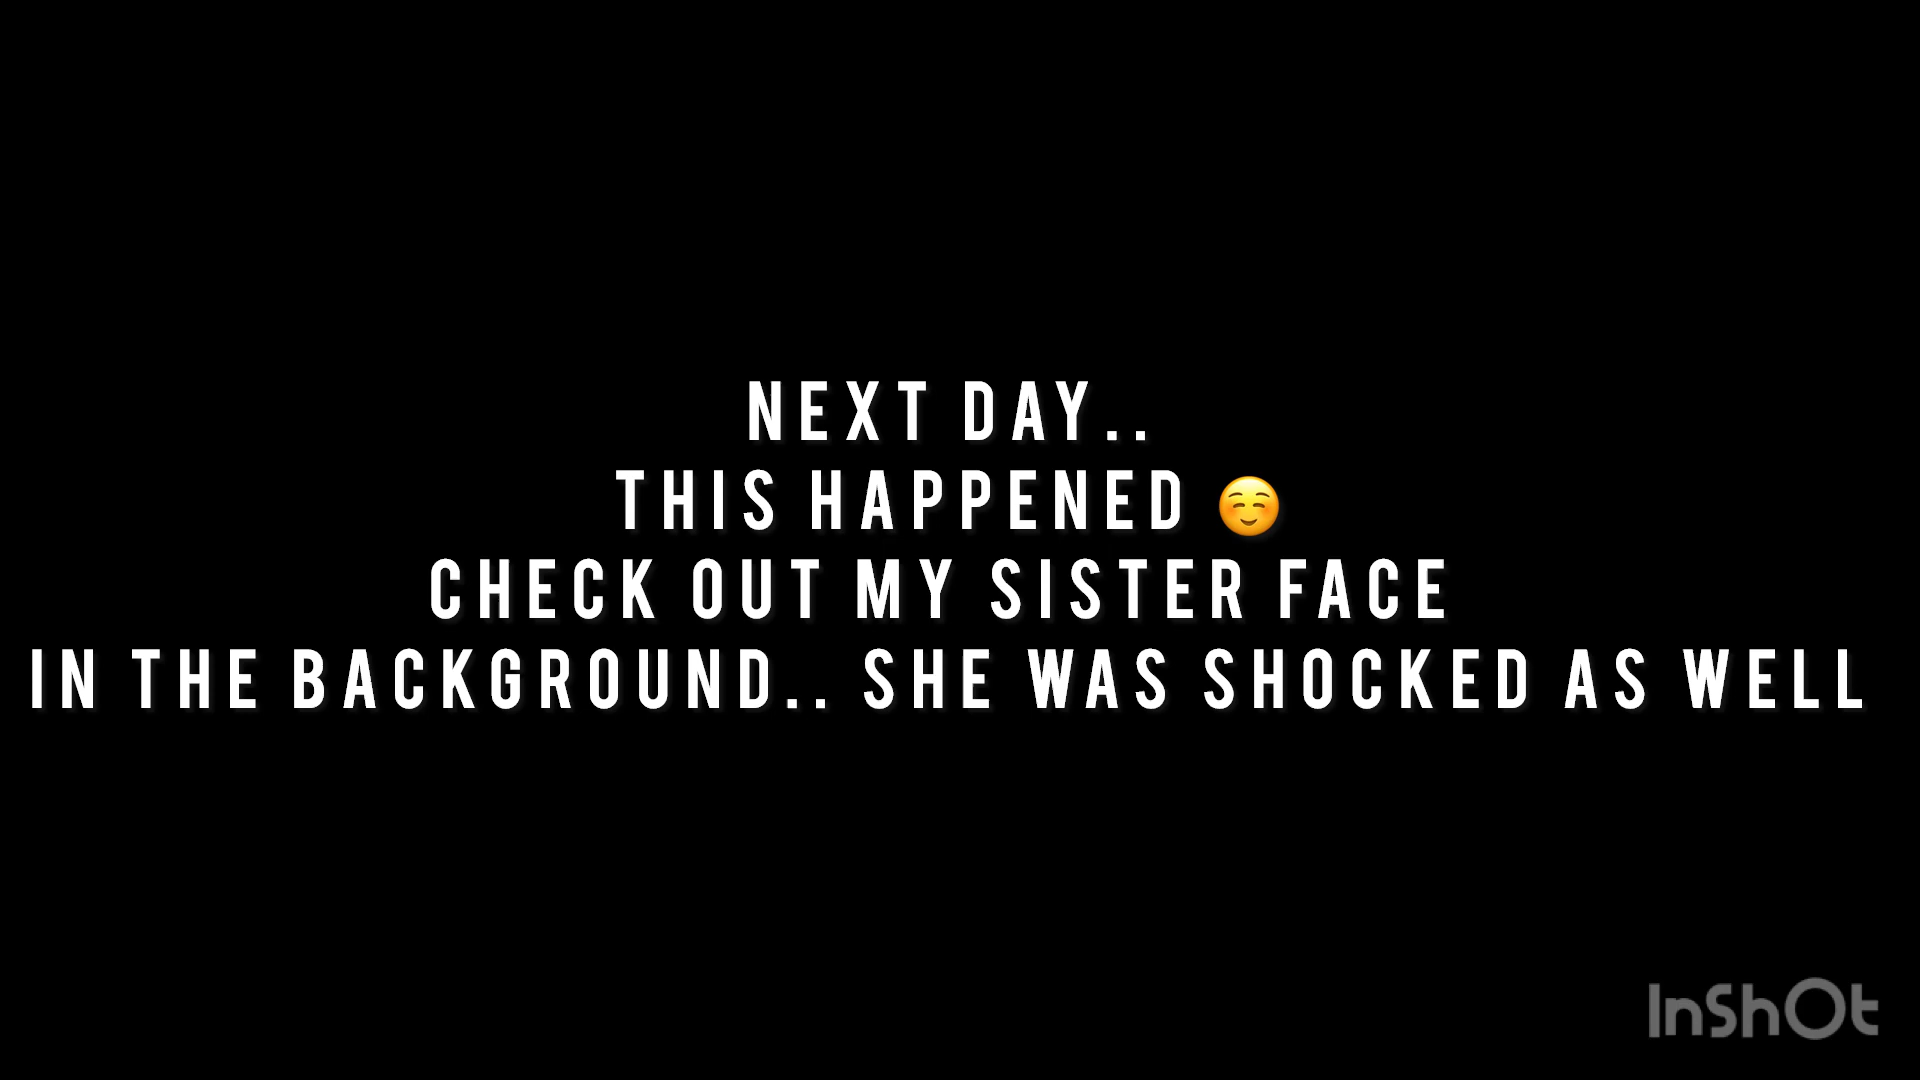 NEXT DAY..
THIS HAPPENED ☺️
CHECK OUT MY SISTER FACE
IN THE BACKGROUND.. SHE WAS SHOCKED AS WELL
InShOt